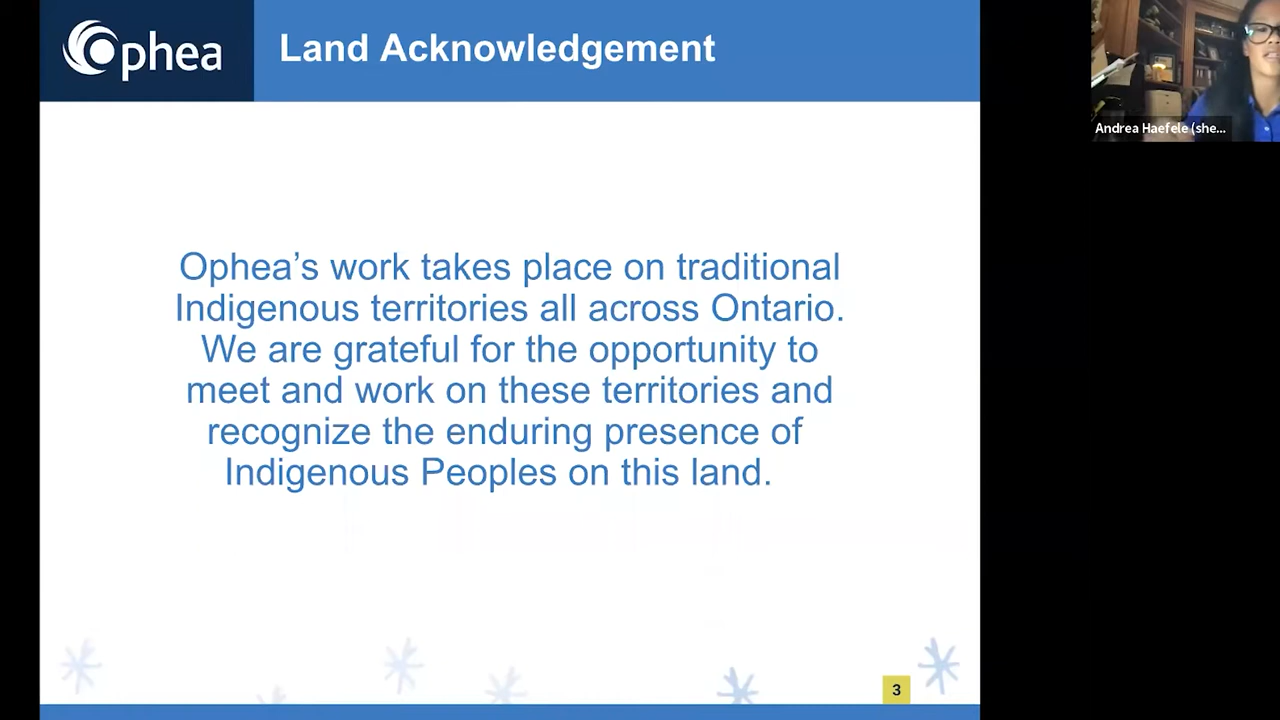 Ophea
Land Acknowledgement
Andrea Haefele (she...
Ophea’s work takes place on traditional
Indigenous territories all across Ontario.
We are grateful for the opportunity to
meet and work on these territories and
recognize the enduring presence of
Indigenous Peoples on this land.
3